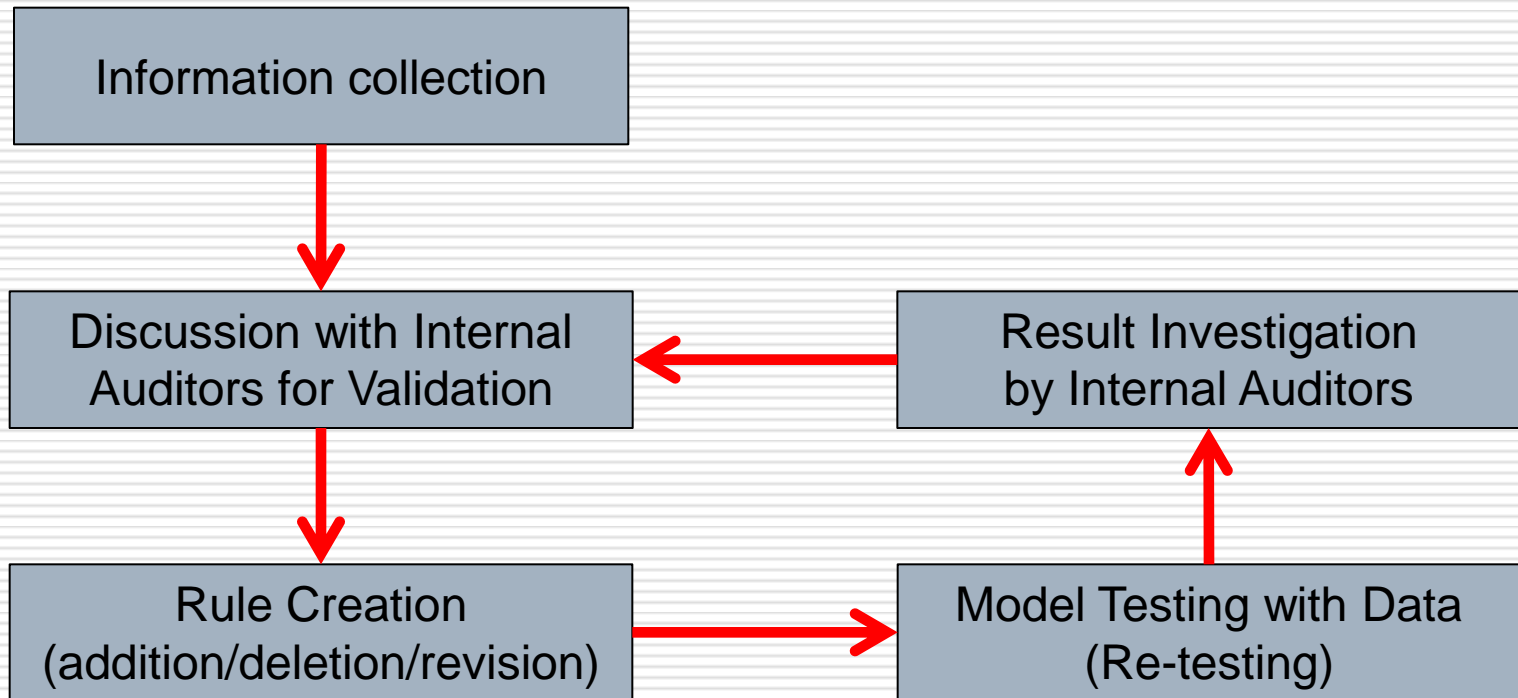 Information collection
Discussion with Internal
Auditors for Validation
Result Investigation
by Internal Auditors
Rule Creation
(addition/deletion/revision)
Model Testing with Data
(Re-testing)